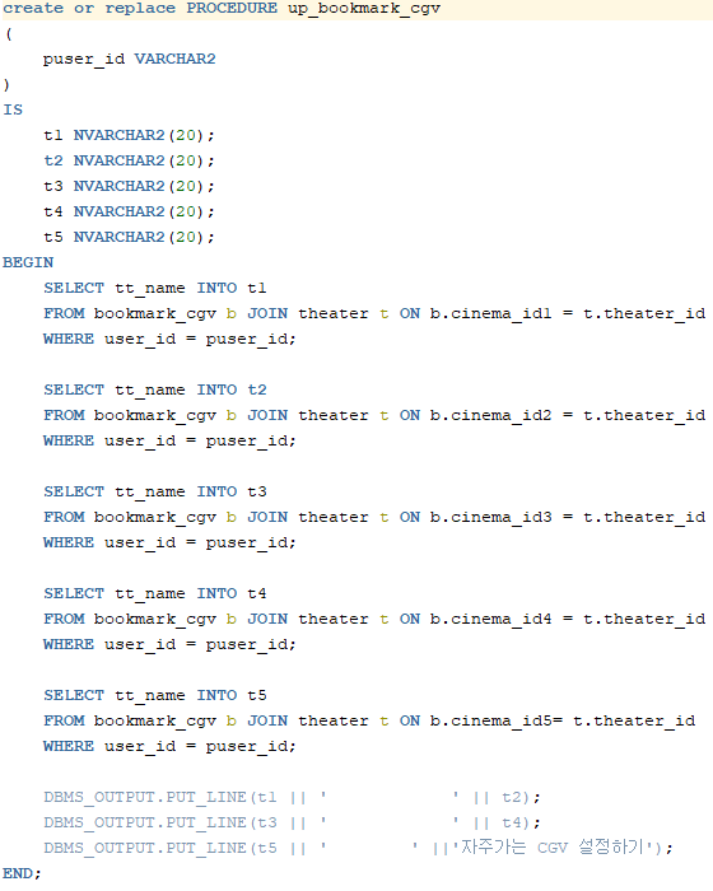 create or replace PROCEDURE up_bookmark_cgv
(
    puser_id VARCHAR2
)
IS
    t1 NVARCHAR2(20);
    t2 NVARCHAR2(20);
    t3 NVARCHAR2(20);
    t4 NVARCHAR2(20);
    t5 NVARCHAR2(20);
BEGIN
    SELECT tt_name INTO t1
    FROM bookmark_cgv b JOIN theater t ON b.cinema_id1 = t.theater_id
    WHERE user_id = puser_id;

    SELECT tt_name INTO t2
    FROM bookmark_cgv b JOIN theater t ON b.cinema_id2 = t.theater_id
    WHERE user_id = puser_id;

    SELECT tt_name INTO t3
    FROM bookmark_cgv b JOIN theater t ON b.cinema_id3 = t.theater_id
    WHERE user_id = puser_id;

    SELECT tt_name INTO t4
    FROM bookmark_cgv b JOIN theater t ON b.cinema_id4 = t.theater_id
    WHERE user_id = puser_id;

    SELECT tt_name INTO t5
    FROM bookmark_cgv b JOIN theater t ON b.cinema_id5= t.theater_id
    WHERE user_id = puser_id;

    DBMS_OUTPUT.PUT_LINE(t1 || '               ' || t2);
    DBMS_OUTPUT.PUT_LINE(t3 || '               ' || t4);
    DBMS_OUTPUT.PUT_LINE(t5 || '          ' ||'자주가는 CGV 설정하기');
END;